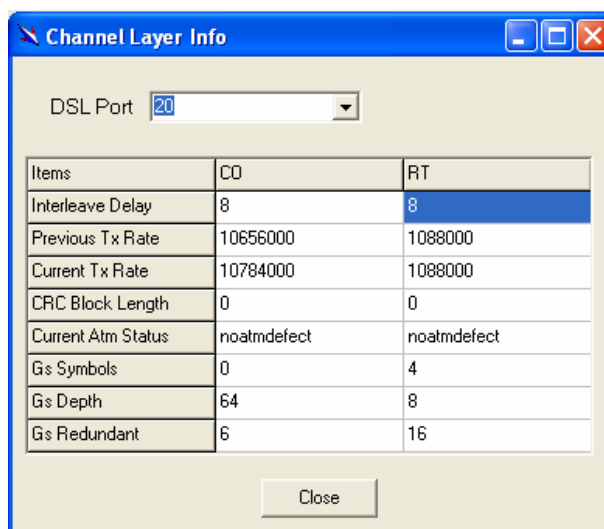 Channel Layer Info
DSL Port 20
Items CO RT
Interleave Delay 8 8
Previous Tx Rate 10656000 1088000
Current Tx Rate 10784000 1088000
CRC Block Length 0 0
Current Atm Status noatmdefect noatmdefect
Gs Symbols 0 4
Gs Depth 64 8
Gs Redundant 6 16
Close